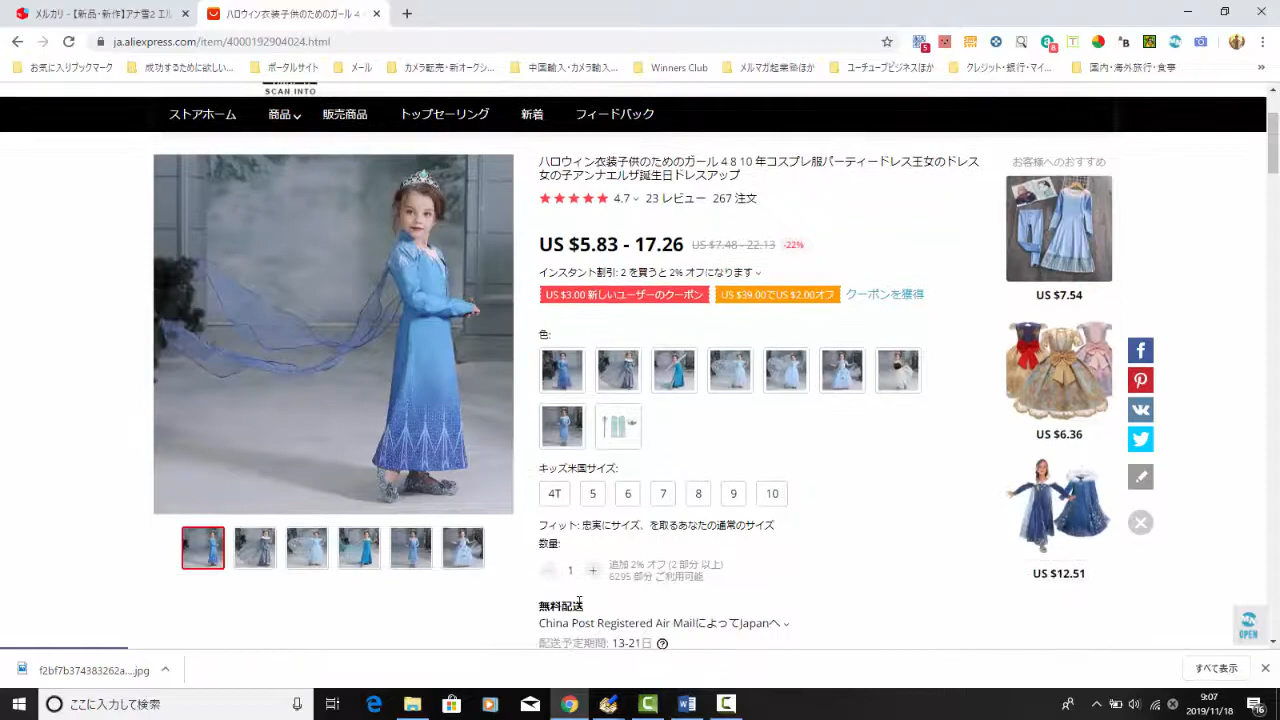 メルカリ - 【新品・新作】アナ雪2 エル
ハロウィン衣装子供のためのガール 4
ja.aliexpress.com/item/4000192904024.html
お気に入りブックマーク
成功するために欲しい...
ポータルサイト
メール
カメラ転売・新オークシ...
中国輸入・カメラ輸入...
Winners Club
メルマガ起業塾ほか
ユーチューブビジネスほか
クレジット・銀行・マイ...
国内・海外旅行・食事
SCAN INTO
ストアホーム 商品 販売商品 トップセーリング 新着 フィードバック
ハロウィン衣装子供のためのガール 4 8 10 年コスプレ服パーティードレス王女のドレス
女の子アンナエルザ誕生日ドレスアップ
お客様へのおすすめ
4.7 23 レビュー 267 注文
US $5.83 - 17.26 US $7.48 - 22.13 -22%
インスタント割引: 2 を買うと 2% オフになります
US $3.00 新しいユーザーのクーポン US $39.00でUS $2.00オフ クーポンを獲得
US $7.54
色:
US $6.36
キッズ米国サイズ:
4T 5 6 7 8 9 10
フィット: 忠実にサイズ、を取るあなたの通常のサイズ
数量:
1 追加 2% オフ (2 部分 以上)
6295 部分 ご利用可能
US $12.51
無料配送
China Post Registered Air MailによってJapanへ
配送予定期間: 13-21日
OPEN
f2bf7b374383262a....jpg
すべて表示
ここに入力して検索
9:07
2019/11/18
16